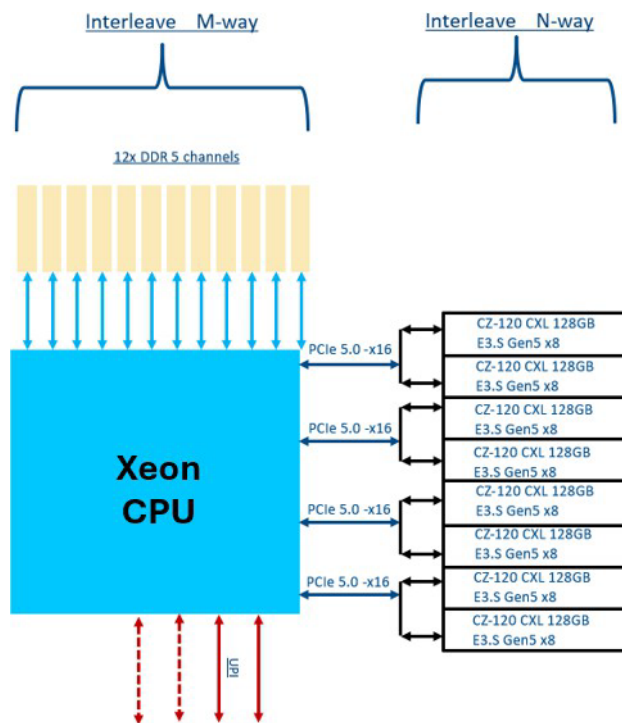 Interleave M-way
Interleave N-way
12x DDR 5 channels
Xeon
CPU
PCIe 5.0 -x16
PCIe 5.0 -x16
PCIe 5.0 -x16
PCIe 5.0 -x16
CZ-120 CXL 128GB
E3.S Gen5 x8
CZ-120 CXL 128GB
E3.S Gen5 x8
CZ-120 CXL 128GB
E3.S Gen5 x8
CZ-120 CXL 128GB
E3.S Gen5 x8
CZ-120 CXL 128GB
E3.S Gen5 x8
CZ-120 CXL 128GB
E3.S Gen5 x8
CZ-120 CXL 128GB
E3.S Gen5 x8
CZ-120 CXL 128GB
E3.S Gen5 x8
UPI